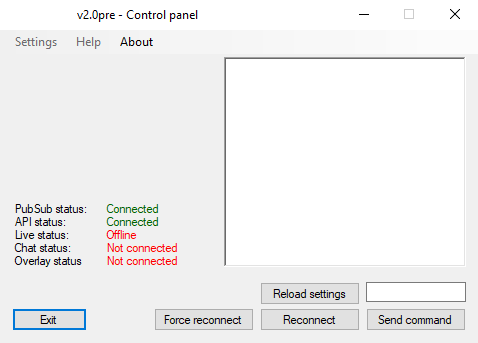 v2.0pre - Control panel
Settings Help About
PubSub status: Connected
API status: Connected
Live status: Offline
Chat status: Not connected
Overlay status Not connected
Reload settings
Exit Force reconnect Reconnect Send command